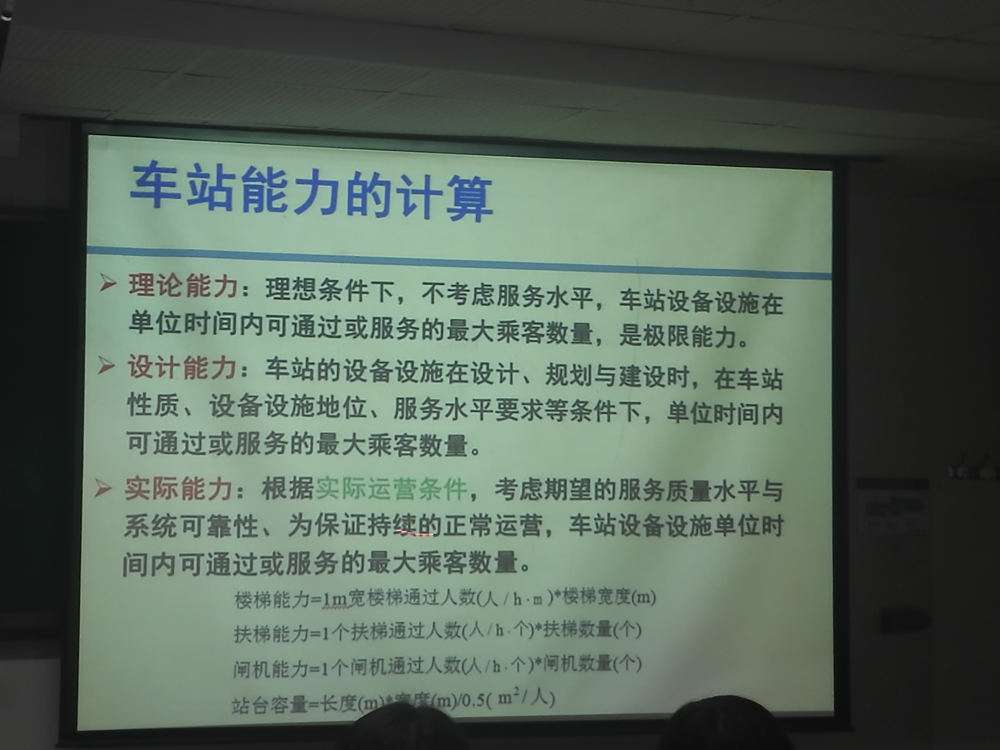 车站能力的计算
理论能力：理想条件下，不考虑服务水平，车站设备设施在
单位时间内可通过或服务的最大乘客数量，是极限能力。
设计能力：车站的设备设施在设计、规划与建设时，在车站
性质、设备设施地位、服务水平要求等条件下，单位时间内
可通过或服务的最大乘客数量。
实际能力：根据实际运营条件，考虑期望的服务质量水平与
系统可靠性、为保证持续的正常运营，车站设备设施单位时
间内可通过或服务的最大乘客数量。
楼梯能力=1m宽楼梯通过人数(人/h·m)*楼梯宽度(m)
扶梯能力=1个扶梯通过人数(人/h·个)*扶梯数量(个)
闸机能力=1个闸机通过人数(人/h·个)*闸机数量(个)
站台容量=长度(m)*宽度(m)/0.5( m²/人)